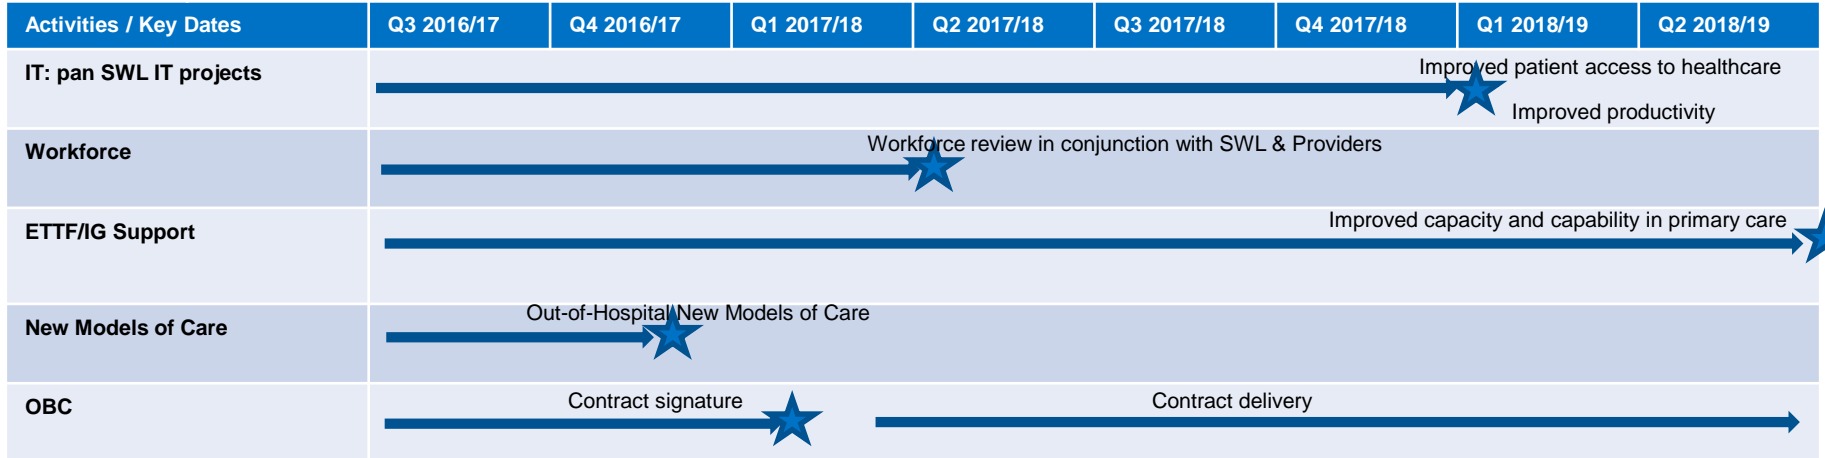 Activities / Key Dates Q3 2016/17 Q4 2016/17 Q1 2017/18 Q2 2017/18 Q3 2017/18 Q4 2017/18 Q1 2018/19 Q2 2018/19
IT: pan SWL IT projects
Improved patient access to healthcare
Improved productivity
Workforce
Workforce review in conjunction with SWL & Providers
ETTF/IG Support
Improved capacity and capability in primary care
New Models of Care
Out-of-Hospital New Models of Care
OBC
Contract signature
Contract delivery